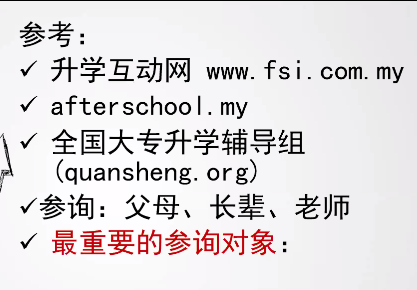 参考：
✓ 升学互动网 www.fsi.com.my
✓ afterschool.my
✓ 全国大专升学辅导组
(quansheng.org)
✓参询：父母、长辈、老师
✓ 最重要的参询对象：